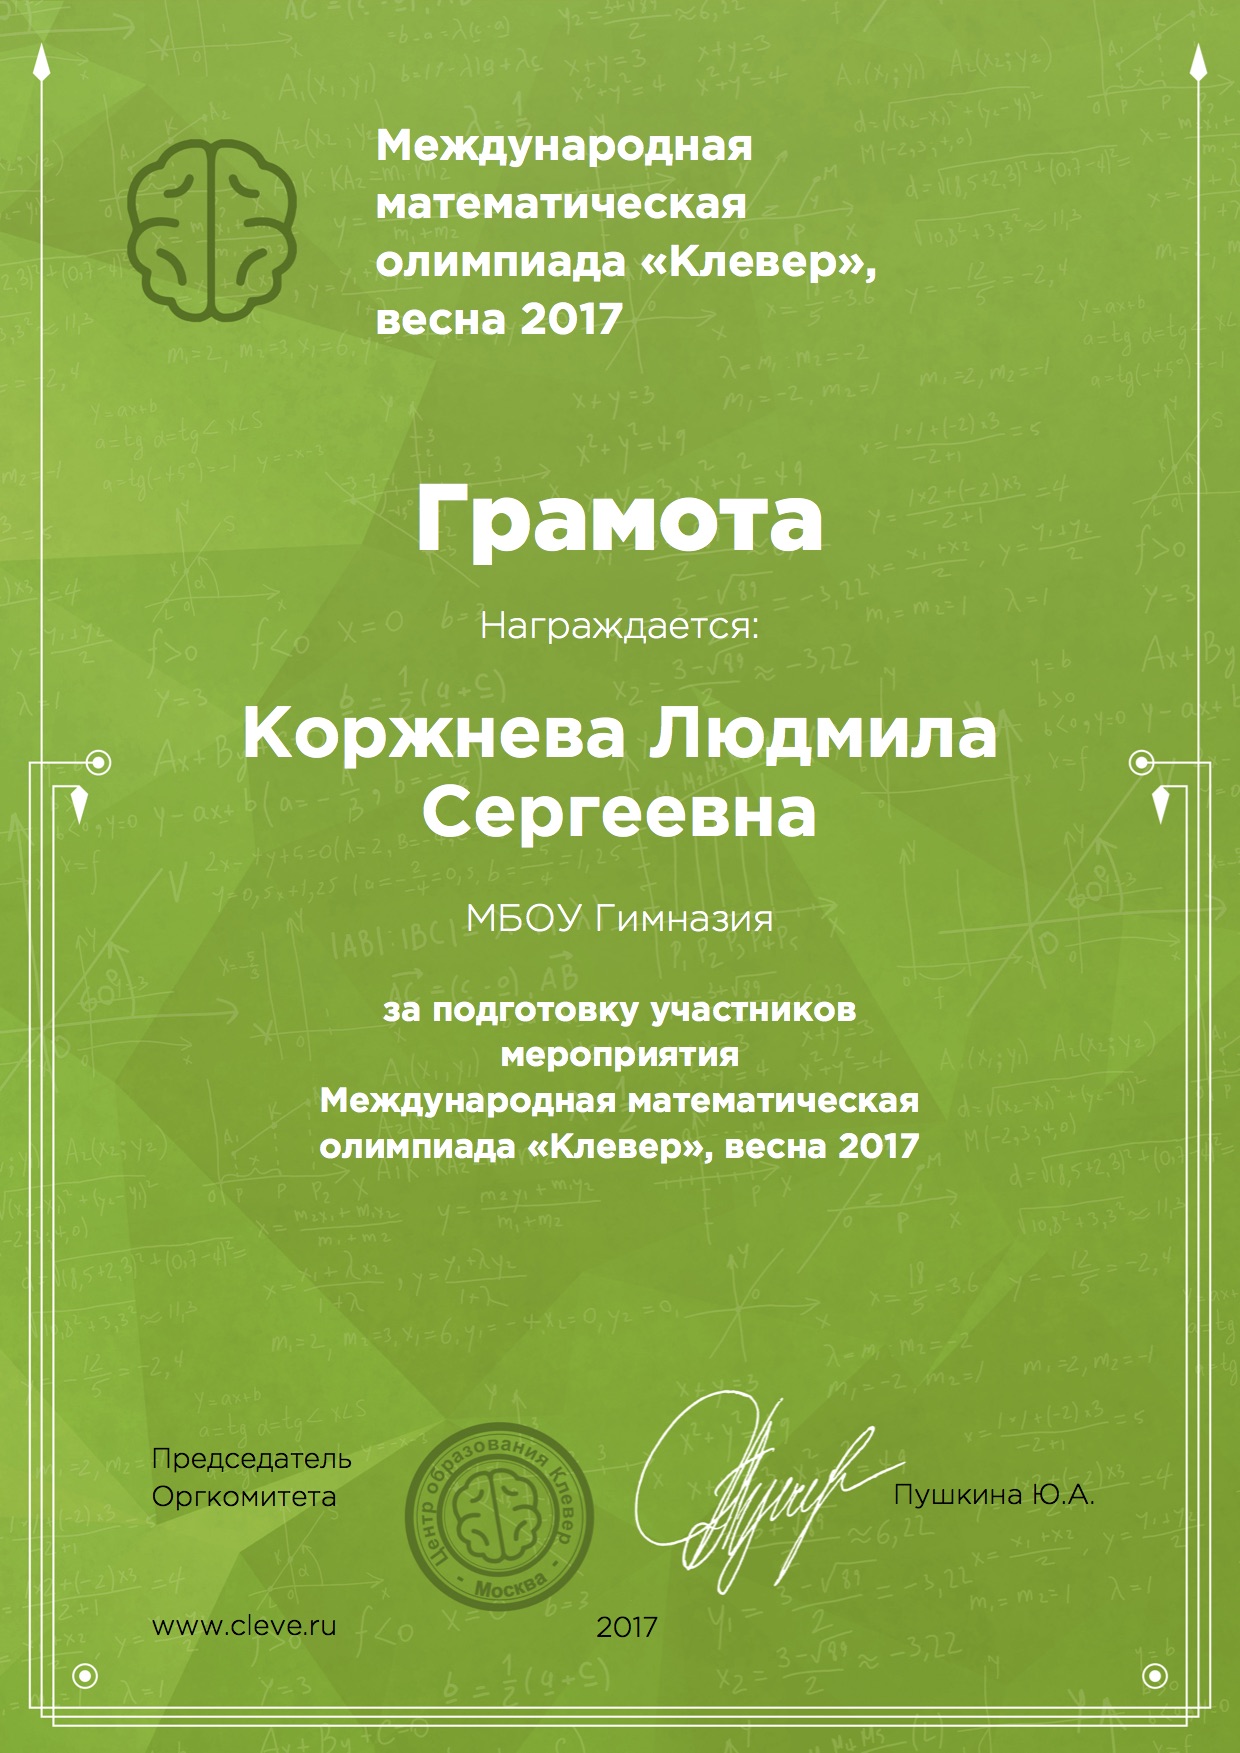 Международная
математическая
олимпиада «Клевер»,
весна 2017
Грамота
Награждается:
Коржнева Людмила
Сергеевна
МБОУ Гимназия
за подготовку участников
мероприятия
Международная математическая
олимпиада «Клевер», весна 2017
Председатель
Оргкомитета
Центр образования Клевер
- Москва -
Пушкина Ю.А.
www.cleve.ru
2017